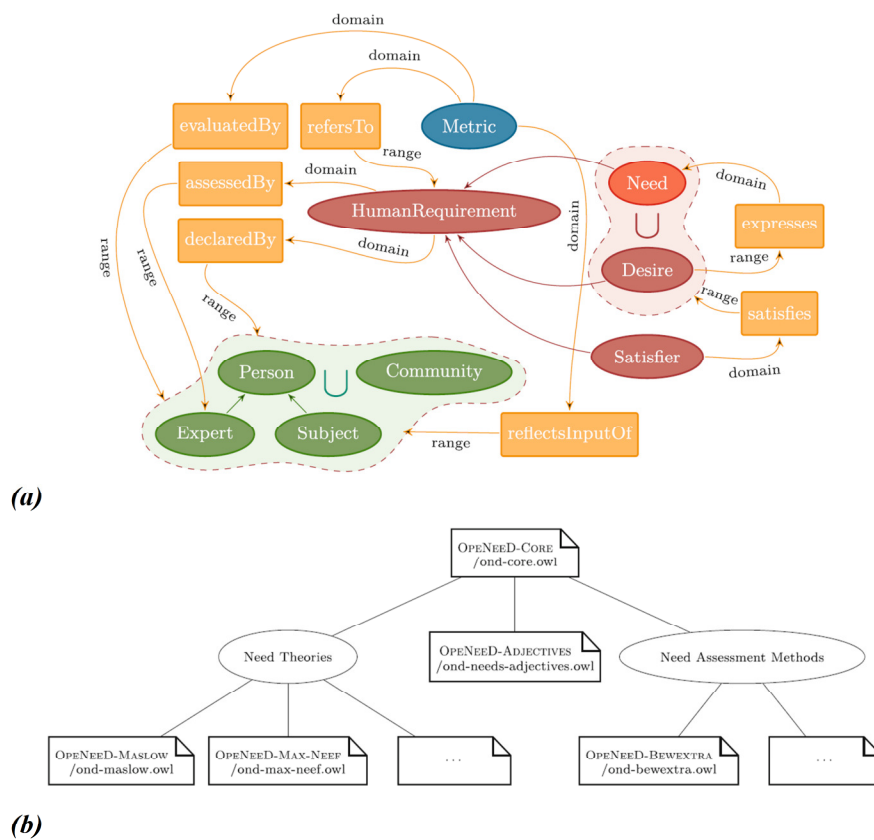 domain
domain
evaluatedBy
refersTo
Metric
range
assessedBy
domain
Need
domain
HumanRequirement
expresses
declaredBy
domain
domain
⋃
range
range
range
Desire
range
range
satisfies
Person
⋃
Community
Satisfier
domain
Expert
Subject
range
reflectsInputOf
(a)
OpeNeeD-Core
/ond-core.owl
Need Theories
OpeNeeD-Adjectives
/ond-needs-adjectives.owl
Need Assessment Methods
OpeNeeD-Maslow
/ond-maslow.owl
OpeNeeD-Max-Neef
/ond-max-neef.owl
...
OpeNeeD-Bewextra
/ond-bewextra.owl
...
(b)